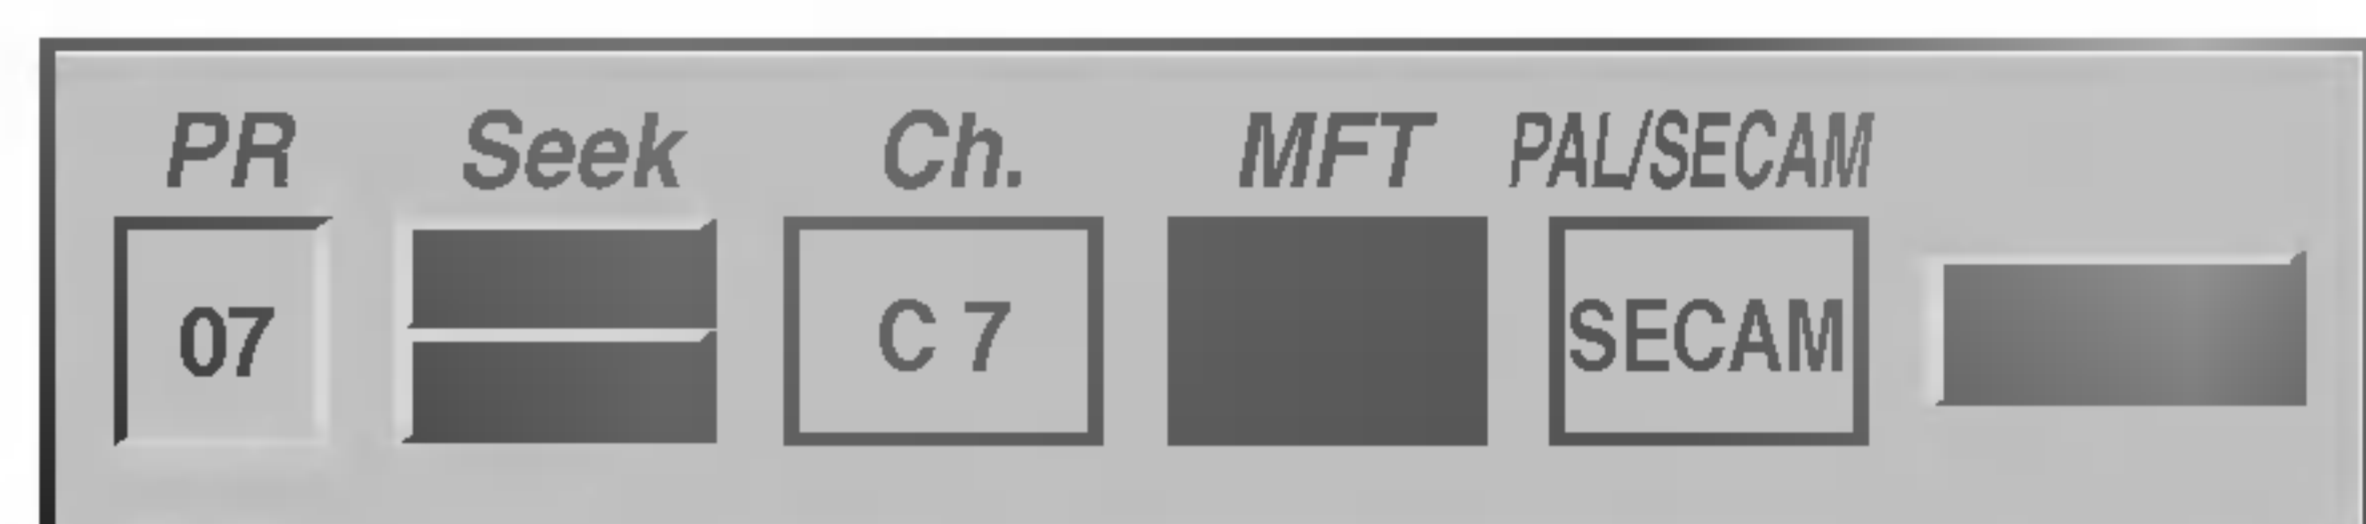 PR Seek Ch. MFT PAL/SECAM
07 C 7 SECAM